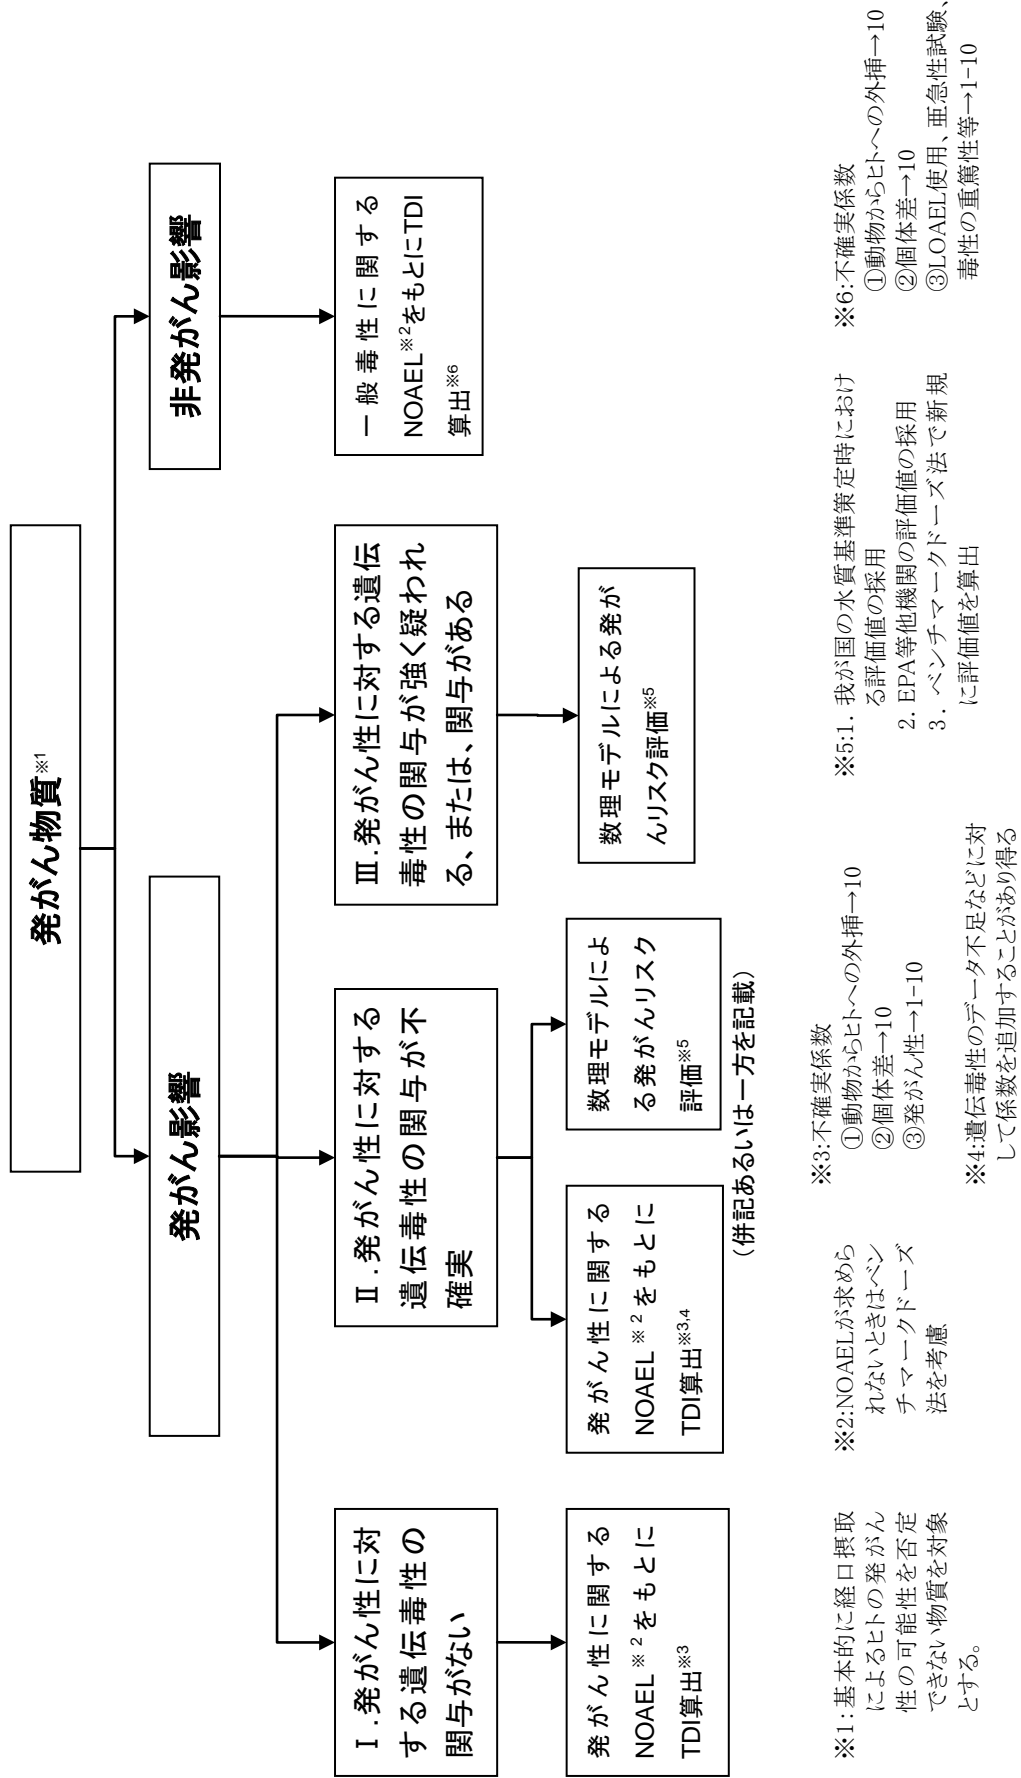 発がん物質※1
発がん影響
非発がん影響
Ⅰ.発がん性に対
する遺伝毒性の
関与がない
Ⅱ.発がん性に対する
遺伝毒性の関与が不
確実
Ⅲ.発がん性に対する遺伝
毒性の関与が強く疑われ
る、または、関与がある
一般毒性に関する
NOAEL※2をもとにTDI
算出※6
発がん性に関する
NOAEL※2をもとに
TDI算出※3
発がん性に関する
NOAEL※2をもとに
TDI算出※3,4
数理モデルによ
る発がんリスク
評価※5
(併記あるいは一方を記載)
数理モデルによる発が
んリスク評価※5
※1:基本的に経口摂取
によるヒトの発がん
性の可能性を否定
できない物質を対象
とする。
※2:NOAELが求めら
れないときはベン
チマークドーズ
法を考慮
※3:不確実係数
①動物からヒトへの外挿→10
②個体差→10
③発がん性→1-10
※4:遺伝毒性のデータ不足などに対
して係数を追加することがあり得る
※5:1. 我が国の水質基準策定時におけ
る評価値の採用
2. EPA等他機関の評価値の採用
3. ベンチマークドーズ法で新規
に評価値を算出
※6:不確実係数
①動物からヒトへの外挿→10
②個体差→10
③LOAEL使用、亜急性試験、
毒性の重篤性等→1-10